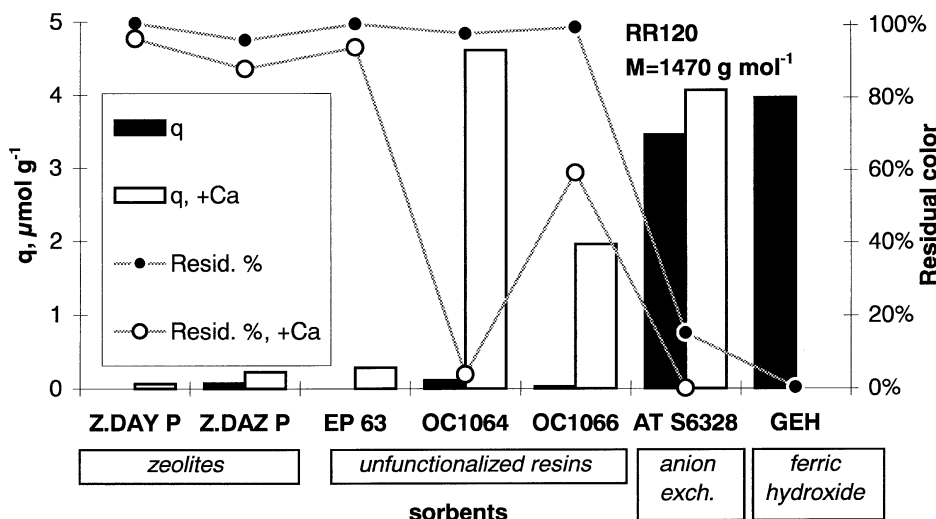 5
4
3
2
1
0
q, µmol g-1
RR120
M=1470 g mol-1
q
q, +Ca
Resid. %
Resid. %, +Ca
100%
80%
60%
40%
20%
0%
Residual color
Z.DAY P Z.DAZ P EP 63 OC1064 OC1066 AT S6328 GEH
zeolites
unfunctionalized resins
anion
exch.
ferric
hydroxide
sorbents